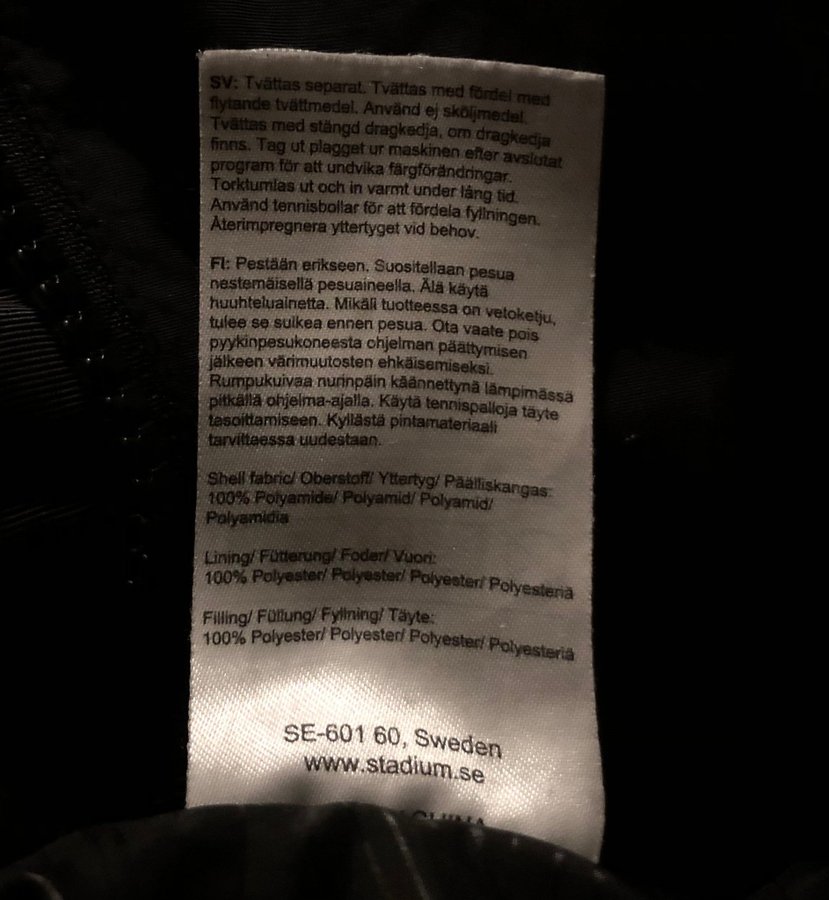 SV: Tvättas separat. Tvättas med fördel med
flytande tvättmedel. Använd ej sköljmedel.
Tvättas med stängd dragkedja, om dragkedja
finns. Tag ut plagget ur maskinen efter avslutat
program för att undvika färgförändringar.
Torktumlas ut och in varmt under lång tid.
Använd tennisbollar för att fördela fyllningen.
Återimpregnera yttertyget vid behov.
FI: Pestään erikseen. Suositellaan pesua
nestemäisellä pesuaineella. Älä käytä
huuhteluainetta. Mikäli tuotteessa on vetoketju,
tulee se sulkea ennen pesua. Ota vaate pois
pyykinpesukoneesta ohjelman päättymisen
jälkeen värimuutosten ehkäisemiseksi.
Rumpukuivaa nurinpäin käännettynä lämpimässä
pitkällä ohjelma-ajalla. Käytä tennispalloja täyte
tasoittamiseen. Kyllästä pintamateriaali
tarvittaessa uudestaan.
Shell fabric/ Oberstoff/ Yttertyg/ Päälliskangas:
100% Polyamide/ Polyamid/ Polyamid/
Polyamidia
Lining/ Fütterung/ Foder/ Vuori:
100% Polyester/ Polyester/ Polyester/ Polyesteriä
Filling/ Füllung/ Fyllning/ Täyte:
100% Polyester/ Polyester/ Polyester/ Polyesteriä
SE-601 60, Sweden
www.stadium.se